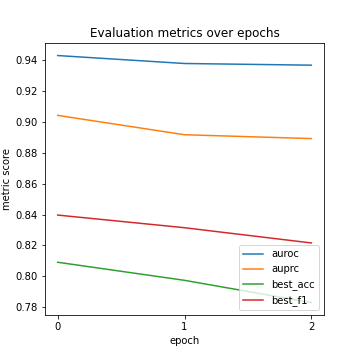 Evaluation metrics over epochs
metric score
0.94
0.92
0.90
0.88
0.86
0.84
0.82
0.80
0.78
auroc
auprc
best_acc
best_f1
0
1
2
epoch